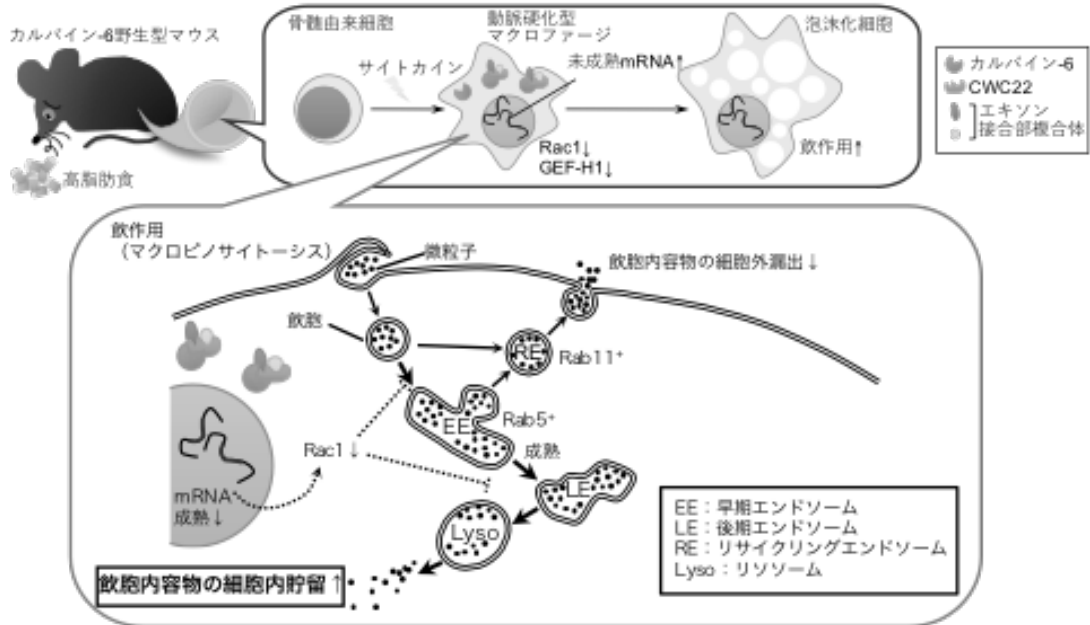 カルパイン-6野生型マウス
高脂肪食
骨髄由来細胞
サイトカイン
動脈硬化型
マクロファージ
未成熟mRNA↑
Rac1↓
GEF-H1↓
泡沫化細胞
飲作用↑
カルパイン-6
CWC22
エキソン
接合部複合体
飲作用
（マクロピノサイトーシス）
微粒子
飲胞内容物の細胞外漏出↓
飲胞
RE
Rab11+
EE
Rab5+
成熟
Rac1↓
LE
mRNA
成熟↓
Lyso
飲胞内容物の細胞内貯留↑
EE：早期エンドソーム
LE：後期エンドソーム
RE：リサイクリングエンドソーム
Lyso：リソソーム